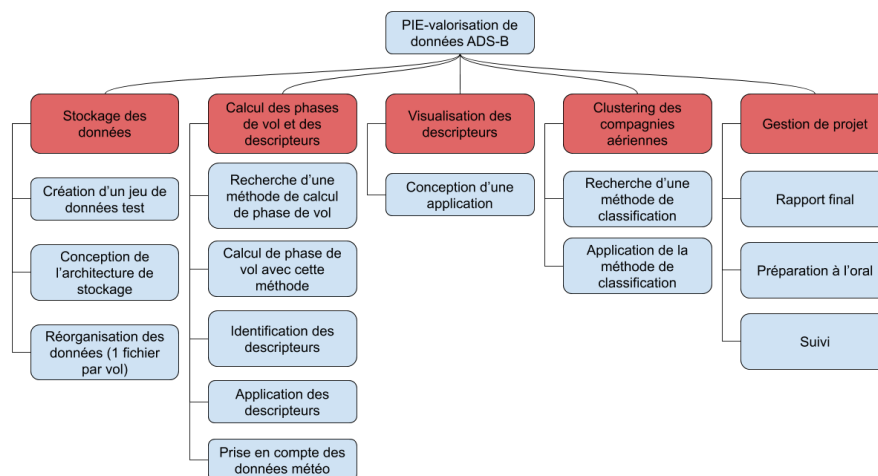 PIE-valorisation de
données ADS-B
Stockage des
données
Calcul des phases
de vol et des
descripteurs
Visualisation des
descripteurs
Clustering des
compagnies
aériennes
Gestion de projet
Création d'un jeu de
données test
Conception de
l'architecture de
stockage
Réorganisation des
données (1 fichier
par vol)
Recherche d'une
méthode de calcul
de phase de vol
Calcul de phase de
vol avec cette
méthode
Identification des
descripteurs
Application des
descripteurs
Prise en compte des
données météo
Conception d'une
application
Recherche d'une
méthode de
classification
Application de la
méthode de
classification
Rapport final
Préparation à l'oral
Suivi